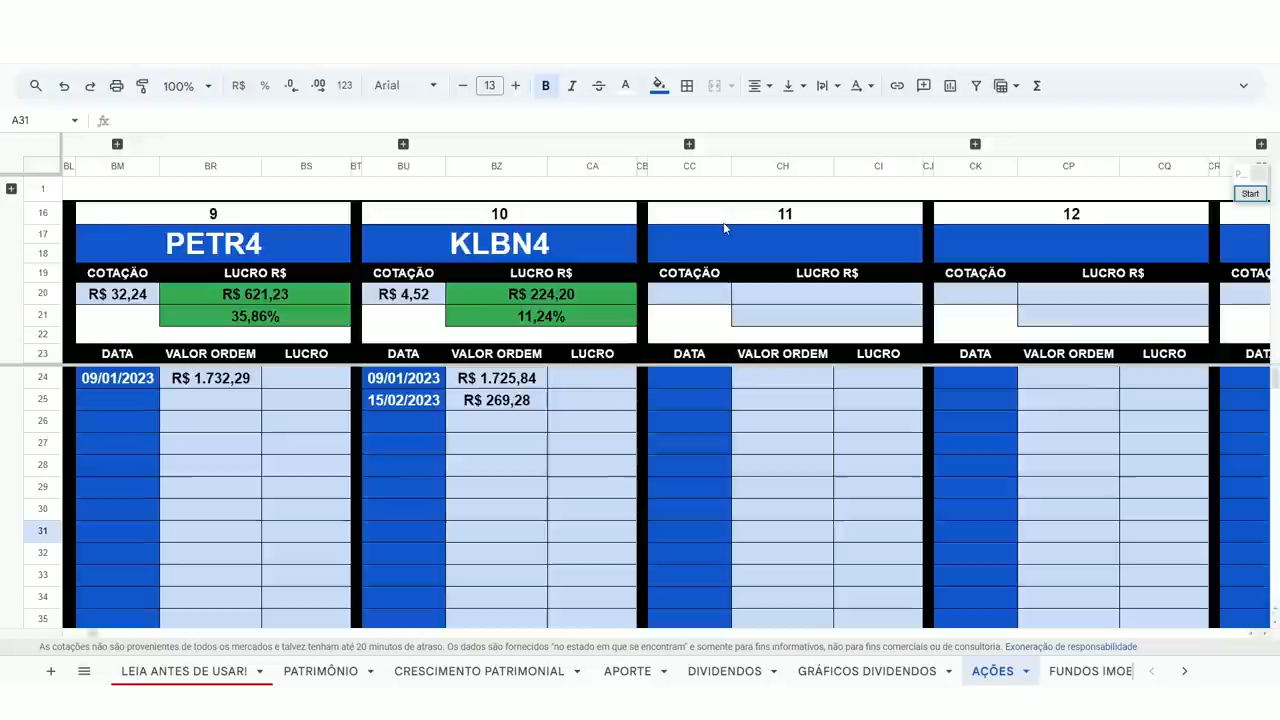 100% R$ % .0 .00 123 Arial 13 B I S A A Σ
A31 fx
BL BM BR BS BT BU BZ CA CB CC CH CI CJ CK CP CQ CR
P...
Start
1
16 9 10 11 12
17 PETR4 KLBN4
18
19 COTAÇÃO LUCRO R$ COTAÇÃO LUCRO R$ COTAÇÃO LUCRO R$ COTAÇÃO LUCRO R$ COTAÇ
20 R$ 32,24 R$ 621,23 R$ 4,52 R$ 224,20
21 35,86% 11,24%
22
23 DATA VALOR ORDEM LUCRO DATA VALOR ORDEM LUCRO DATA VALOR ORDEM LUCRO DATA VALOR ORDEM LUCRO DAT
24 09/01/2023 R$ 1.732,29 09/01/2023 R$ 1.725,84
25 15/02/2023 R$ 269,28
26
27
28
29
30
31
32
33
34
35
As cotações não são provenientes de todos os mercados e talvez tenham até 20 minutos de atraso. Os dados são fornecidos "no estado em que se encontram" e somente para fins informativos, não para fins comerciais ou de consultoria. Exoneração de responsabilidade
LEIA ANTES DE USAR! PATRIMÔNIO CRESCIMENTO PATRIMONIAL APORTE DIVIDENDOS GRÁFICOS DIVIDENDOS AÇÕES FUNDOS IMOB